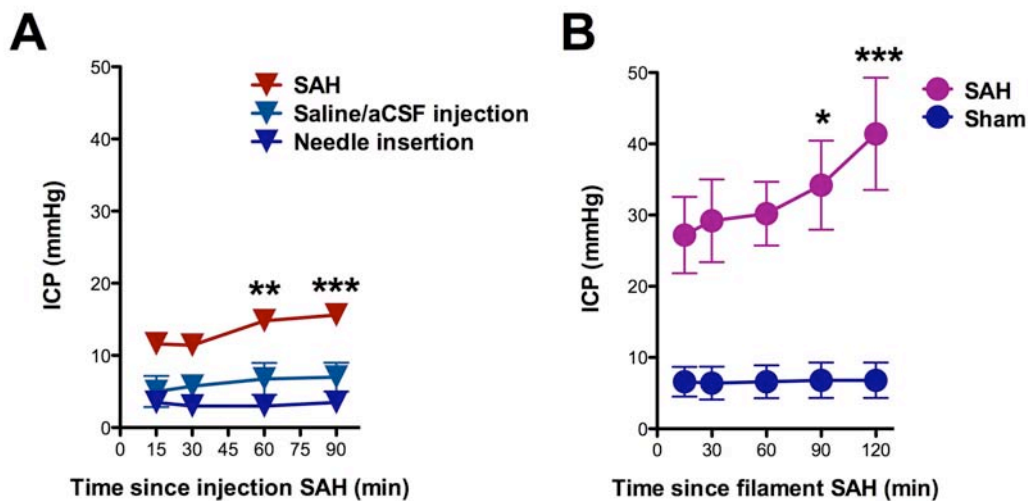 A
50
40
30
20
10
0
ICP (mmHg)
SAH
Saline/aCSF injection
Needle insertion
** ***
0 15 30 45 60 75 90
Time since injection SAH (min)
B
50
40
30
20
10
0
ICP (mmHg)
* ***
SAH
Sham
0 30 60 90 120
Time since filament SAH (min)